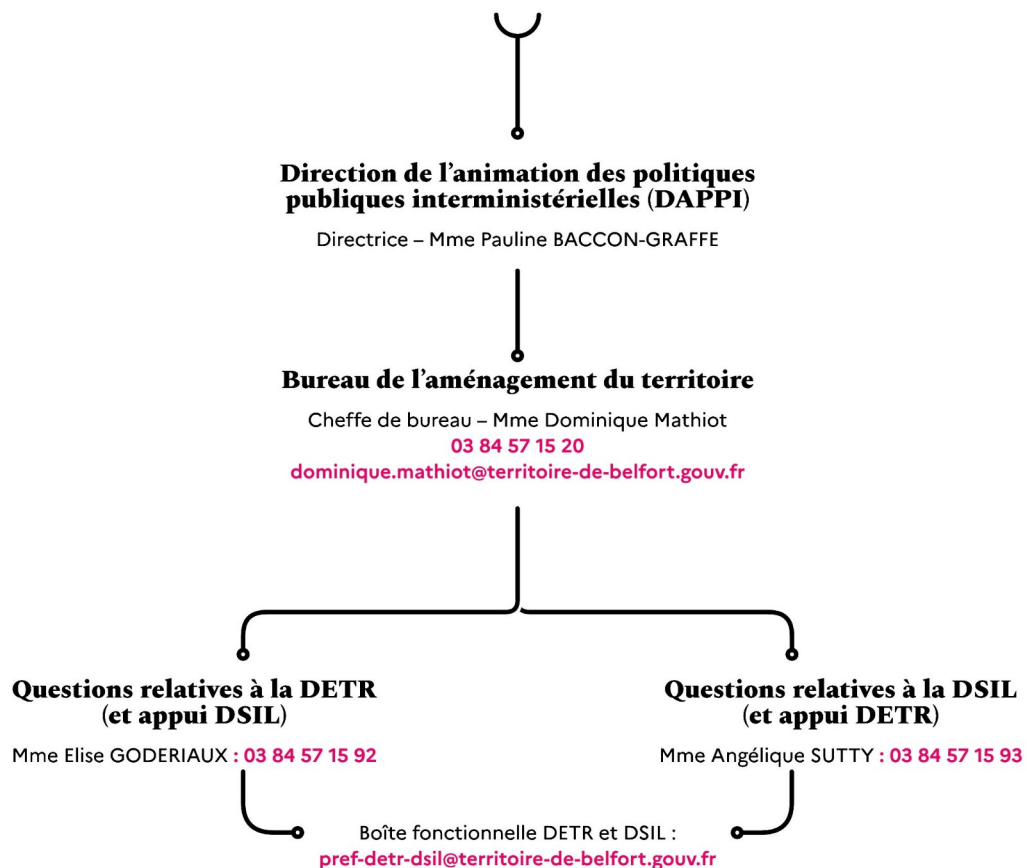 Direction de l'animation des politiques
publiques interministérielles (DAPPI)
Directrice – Mme Pauline BACCON-GRAFFE
Bureau de l'aménagement du territoire
Cheffe de bureau – Mme Dominique Mathiot
03 84 57 15 20
dominique.mathiot@territoire-de-belfort.gouv.fr
Questions relatives à la DETR
(et appui DSIL)
Mme Elise GODERIAUX : 03 84 57 15 92
Questions relatives à la DSIL
(et appui DETR)
Mme Angélique SUTTY : 03 84 57 15 93
Boîte fonctionnelle DETR et DSIL :
pref-detr-dsil@territoire-de-belfort.gouv.fr